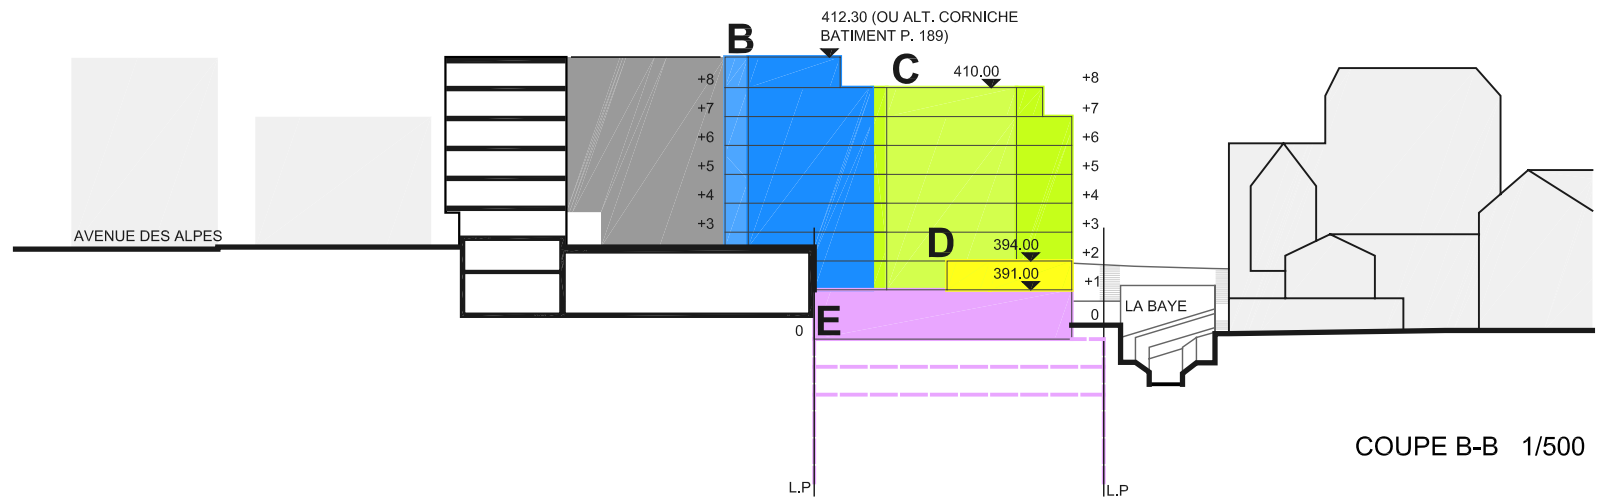 412.30 (OU ALT. CORNICHE
BATIMENT P. 189)
B
C
410.00
+8
+7
+6
+5
+4
+3
+8
+7
+6
+5
+4
+3
+2
+1
0
AVENUE DES ALPES
D
394.00
391.00
LA BAYE
0
E
L.P
L.P
COUPE B-B 1/500